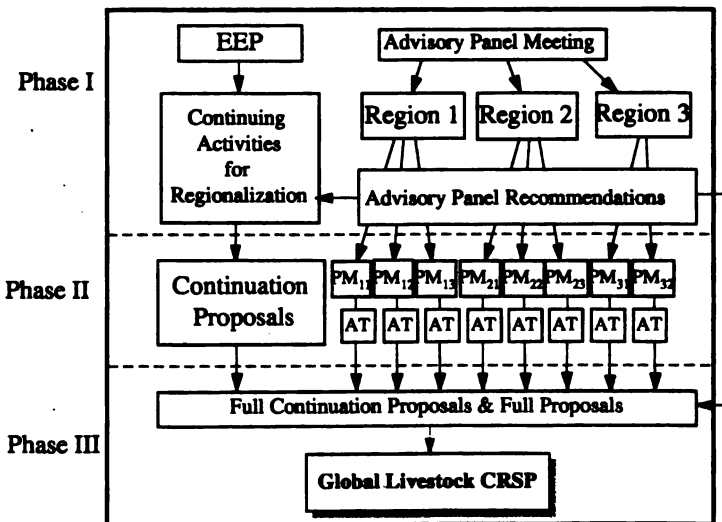 EEP
Advisory Panel Meeting
Phase I
Continuing
Activities
for
Regionalization
Region 1
Region 2
Region 3
Advisory Panel Recommendations
Phase II
Continuation
Proposals
PM11 PM12 PM13 PM21 PM22 PM23 PM31 PM32
AT AT AT AT AT AT AT AT
Full Continuation Proposals & Full Proposals
Phase III
Global Livestock CRSP